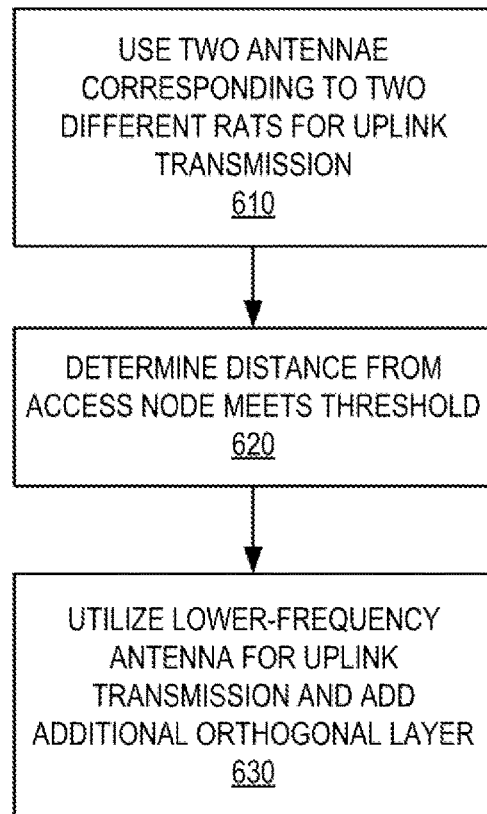 USE TWO ANTENNAE
CORRESPONDING TO TWO
DIFFERENT RATS FOR UPLINK
TRANSMISSION
610
DETERMINE DISTANCE FROM
ACCESS NODE MEETS THRESHOLD
620
UTILIZE LOWER-FREQUENCY
ANTENNA FOR UPLINK
TRANSMISSION AND ADD
ADDITIONAL ORTHOGONAL LAYER
630